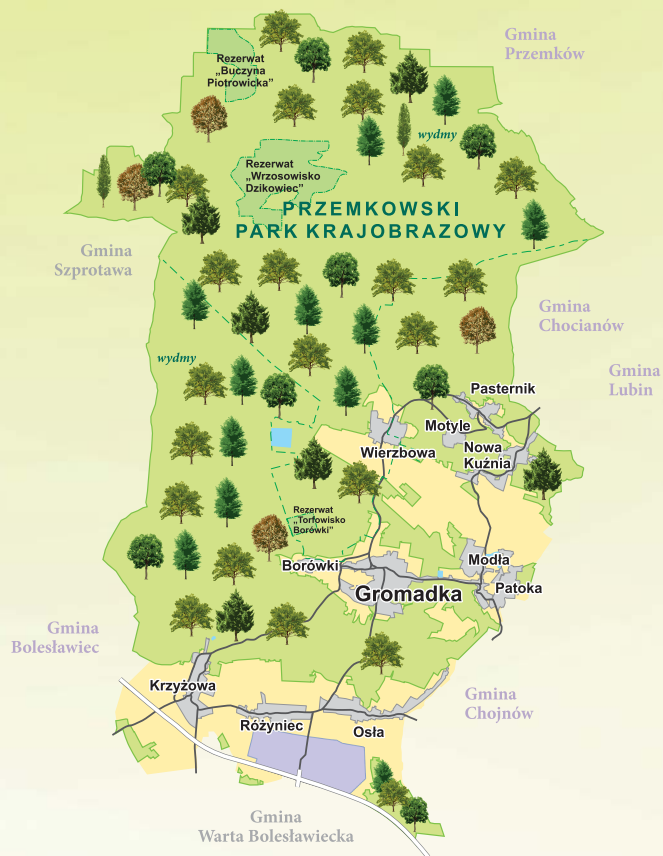 Gmina
Przemków
Rezerwat
„Buczyna
Piotrowicka”
wydmy
Rezerwat
„Wrzosowisko
Dzikowiec”
PRZEMKOWSKI
PARK KRAJOBRAZOWY
Gmina
Szprotawa
Gmina
Chocianów
wydmy
Gmina
Lubin
Pasternik
Motyle
Wierzbowa
Nowa
Kuźnia
Rezerwat
„Torfowisko
Borówki”
Borówki
Modła
Gromadka
Patoka
Gmina
Bolesławiec
Krzyżowa
Gmina
Chojnów
Różyniec
Osła
Gmina
Warta Bolesławiecka